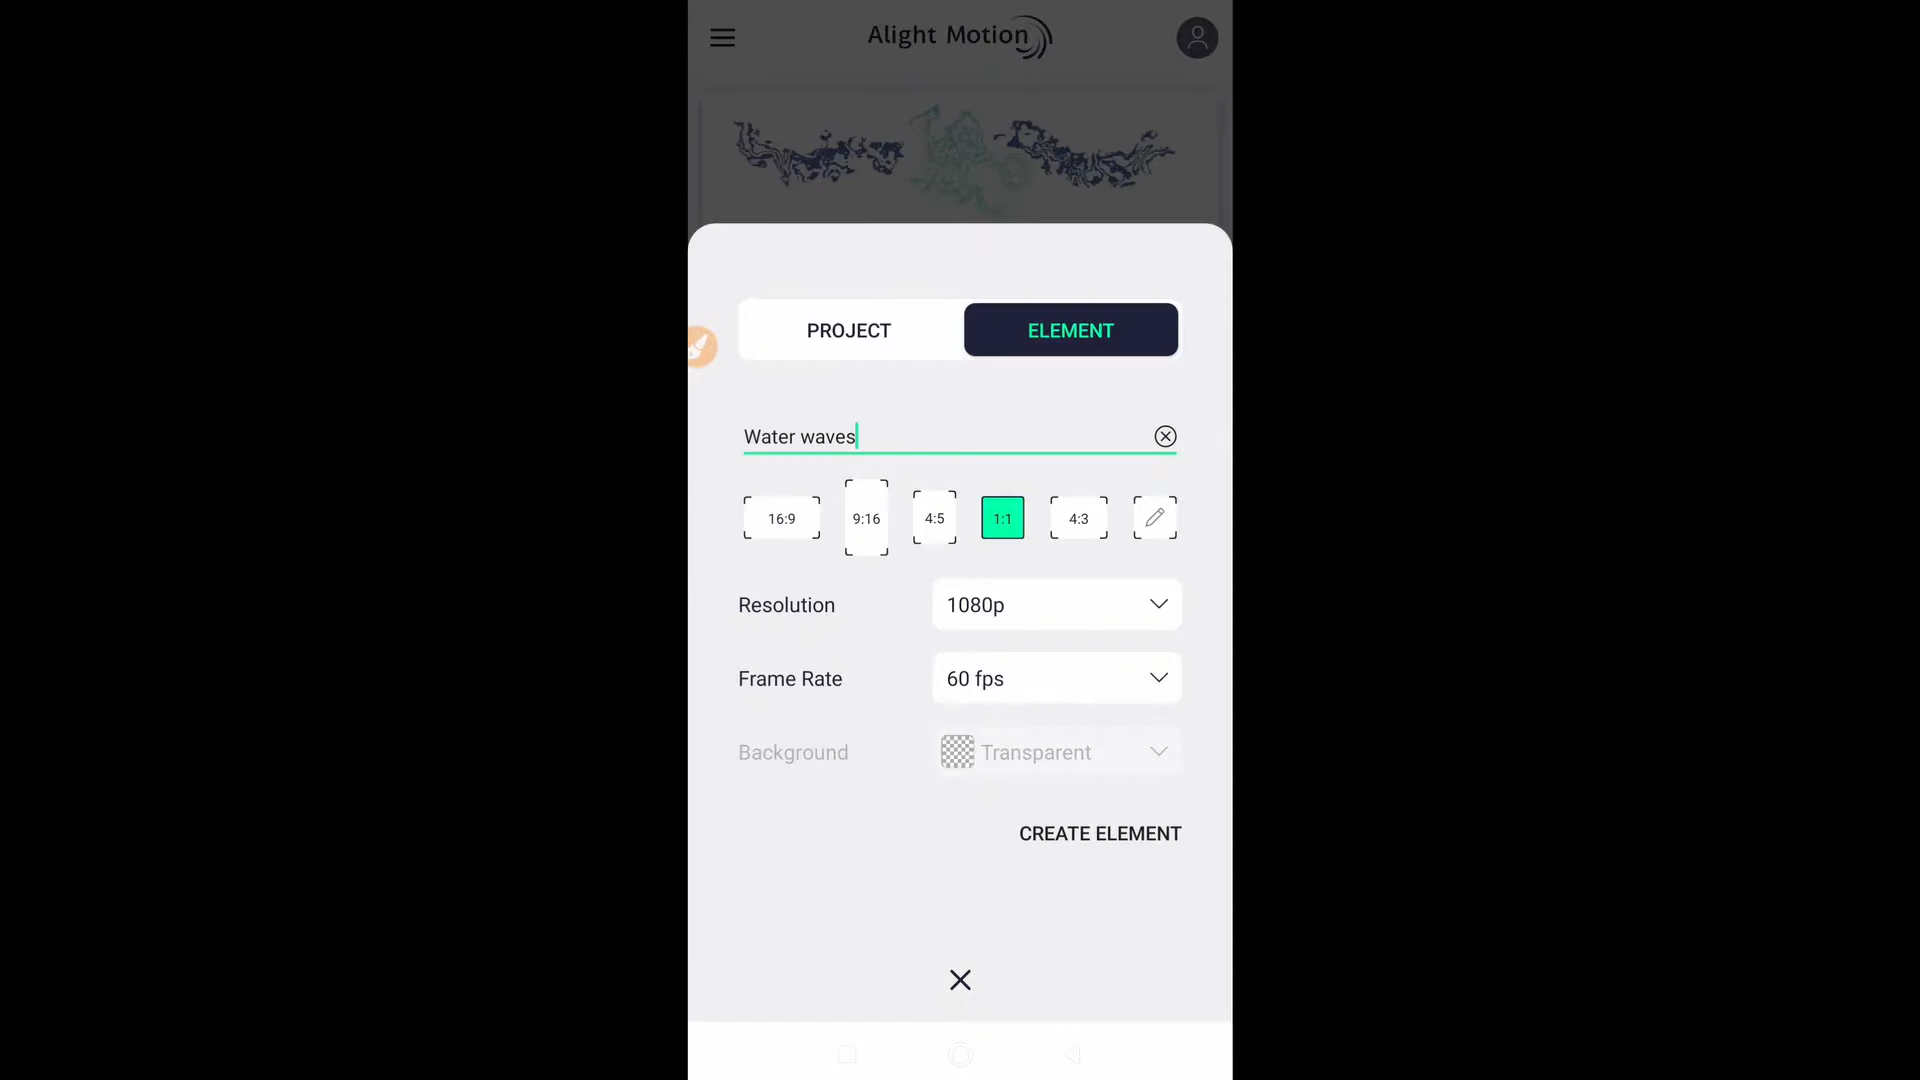 Alight Motion
PROJECT ELEMENT
Water waves
16:9 9:16 4:5 1:1 4:3
Resolution 1080p
Frame Rate 60 fps
Background Transparent
CREATE ELEMENT